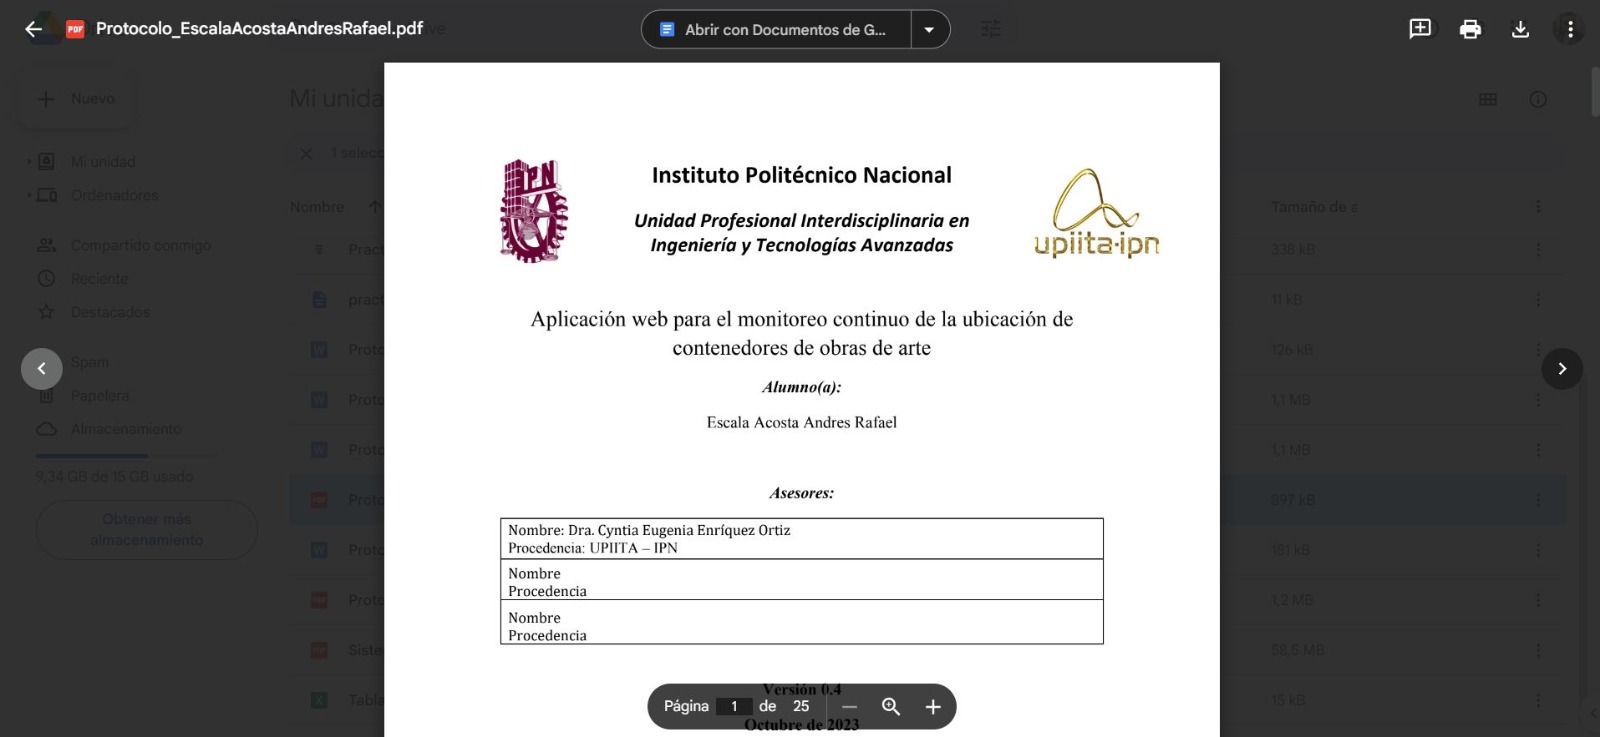 Protocolo_EscalaAcostaAndresRafael.pdf
Abrir con Documentos de G...
Nuevo
Mi unida
1 selecc
Mi unidad
Ordenadores
Nombre
Tamaño de a
Compartido conmigo
Pract
338 kB
Reciente
Destacados
pract
11 kB
Spam
Prot
126 kB
Papelera
Proto
1,1 MB
Almacenamiento
Proto
1,1 MB
9,34 GB de 15 GB usado
Proto
897 kB
Obtener más
almacenamiento
Proto
181 kB
Proto
1,2 MB
Siste
58,5 MB
Tabla
15 kB
IPN
Instituto Politécnico Nacional
Unidad Profesional Interdisciplinaria en
Ingeniería y Tecnologías Avanzadas
upiita-ipn
Aplicación web para el monitoreo continuo de la ubicación de
contenedores de obras de arte
Alumno(a):
Escala Acosta Andres Rafael
Asesores:
Nombre: Dra. Cyntia Eugenia Enríquez Ortiz
Procedencia: UPIITA – IPN
Nombre
Procedencia
Nombre
Procedencia
Versión 0.4
Página 1 de 25
Octubre de 2023